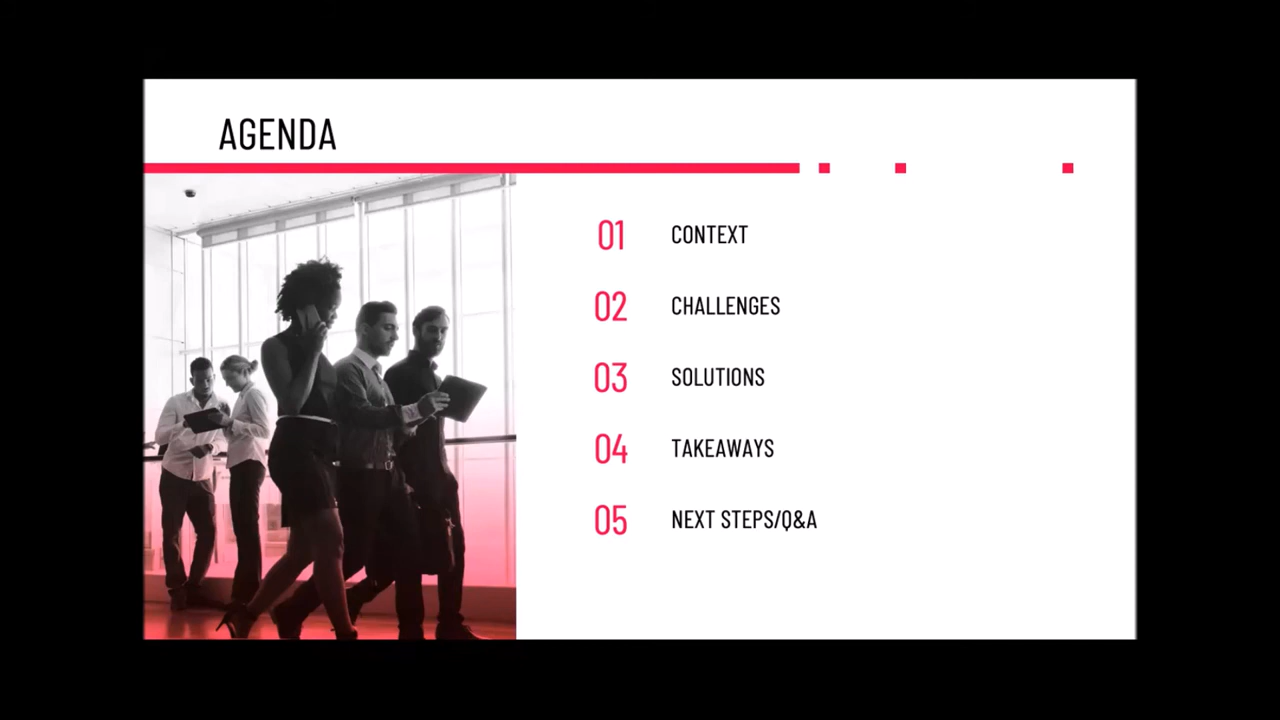 AGENDA
01 CONTEXT
02 CHALLENGES
03 SOLUTIONS
04 TAKEAWAYS
05 NEXT STEPS/Q&A